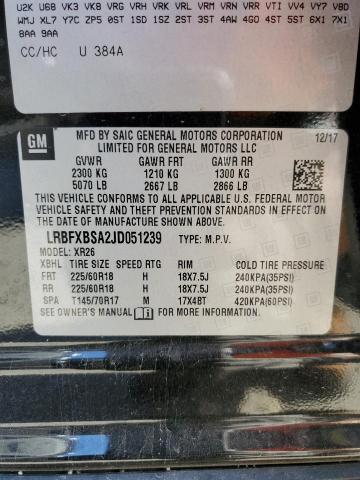 U2K U68 VK3 VK8 VRG VRH VRK VRL VRM VRN VRR VTI VV4 VY7 V8D
WMJ XL7 Y7C ZP5 0ST 1SD 1SZ 2ST 3ST 4AW 4GO 4ST 5ST 6X1 7X1
8AA 9AA
CC/HC U 384A
GM
MFD BY SAIC GENERAL MOTORS CORPORATION 12/17
LIMITED FOR GENERAL MOTORS LLC
GVWR GAWR FRT GAWR RR
2300 KG 1210 KG 1300 KG
5070 LB 2667 LB 2866 LB
THIS VEHICLE CONFORMS TO ALL APPLICABLE U.S. FEDERAL MOTOR
VEHICLE SAFETY, AND THEFT PREVENTION STANDARDS IN EFFECT ON
THE DATE OF MANUFACTURE SHOWN ABOVE.
LRBFXBSA2JD051239 TYPE: M.P.V.
MODEL: XR26
XBHL TIRE SIZE SPEED RTG RIM COLD TIRE PRESSURE
FRT 225/60R18 H 18X7.5J 240KPA(35PSI)
RR 225/60R18 H 18X7.5J 240KPA(35PSI)
SPA T145/70R17 M 17X4BT 420KPA(60PSI)
SEE OWNER'S MANUAL FOR MORE INFORMATION.